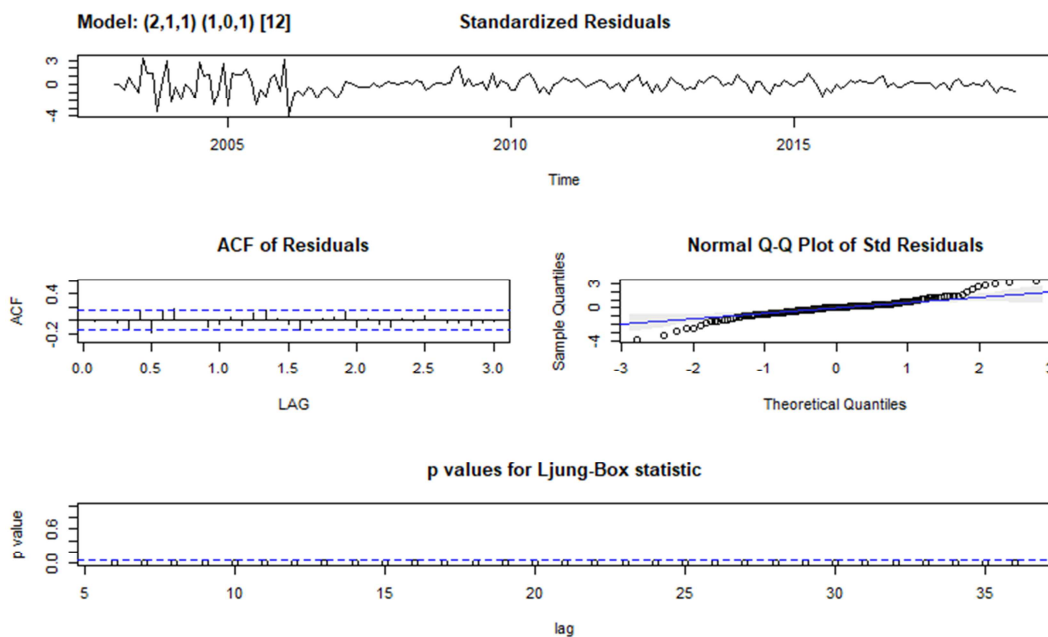 Model: (2,1,1) (1,0,1) [12] Standardized Residuals
3
0
-4
2005 2010 2015
Time
ACF of Residuals
ACF
0.4
-0.2
0.0 0.5 1.0 1.5 2.0 2.5 3.0
LAG
Normal Q-Q Plot of Std Residuals
Sample Quantiles
3
0
-4
-3 -2 -1 0 1 2 3
Theoretical Quantiles
p values for Ljung-Box statistic
p value
0.6
0.0
5 10 15 20 25 30 35
lag